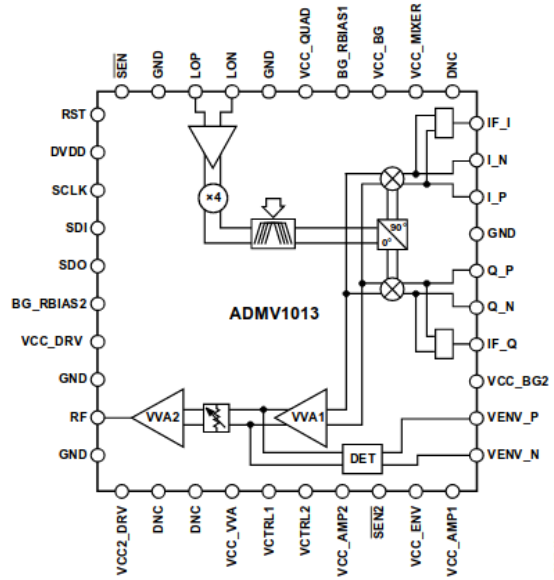 SEN
GND
LOP
LON
GND
VCC_QUAD
BG_RBIAS1
VCC_BG
VCC_MIXER
DNC
RST
DVDD
SCLK
SDI
SDO
BG_RBIAS2
VCC_DRV
GND
RF
GND
×4
90°
0°
ADMV1013
VVA2
VVA1
DET
IF_I
I_N
I_P
GND
Q_P
Q_N
IF_Q
VCC_BG2
VENV_P
VENV_N
VCC2_DRV
DNC
DNC
VCC_VVA
VCTRL1
VCTRL2
VCC_AMP2
SEN2
VCC_ENV
VCC_AMP1